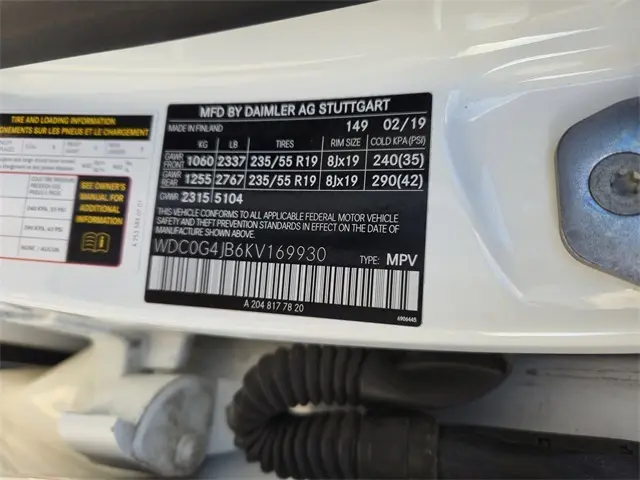 TIRE AND LOADING INFORMATION
SUR LES PNEUS ET LE CHARGEMENT
SEE OWNER'S
MANUAL FOR
ADDITIONAL
INFORMATION
MFD BY DAIMLER AG STUTTGART
MADE IN FINLAND 149 02/19
KG LB TIRES RIM SIZE COLD KPA(PSI)
GAWR FRONT 1060 2337 235/55 R19 8Jx19 240(35)
GAWR REAR 1255 2767 235/55 R19 8Jx19 290(42)
GWR 2315 5104
THIS VEHICLE CONFORMS TO ALL APPLICABLE FEDERAL MOTOR VEHICLE
SAFETY AND THEFT PREVENTION STANDARDS IN EFFECT ON THE DATE OF
MANUFACTURE SHOWN ABOVE.
WDC0G4JB6KV169930 TYPE: MPV
A 204 817 78 20
6906445